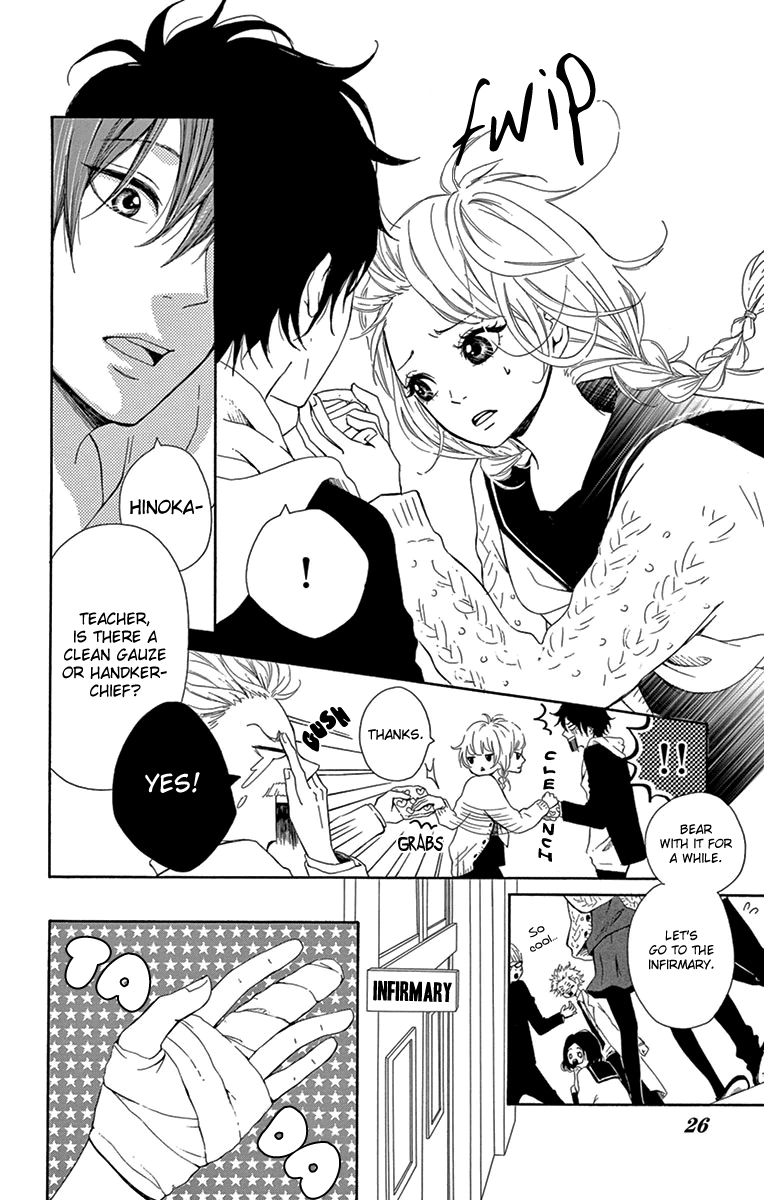 fwip
!
HINOKA-
TEACHER,
IS THERE A
CLEAN GAUZE
OR HANDKER-
CHIEF?
!!
CLENCH
THANKS.
GRABS
GUSH
YES!
BEAR
WITH IT FOR
A WHILE.
LET'S
GO TO THE
INFIRMARY.
So
cool...
INFIRMARY
TA
DA
26